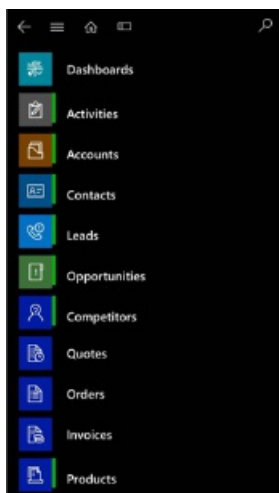 Dashboards
Activities
Accounts
Contacts
Leads
Opportunities
Competitors
Quotes
Orders
Invoices
Products